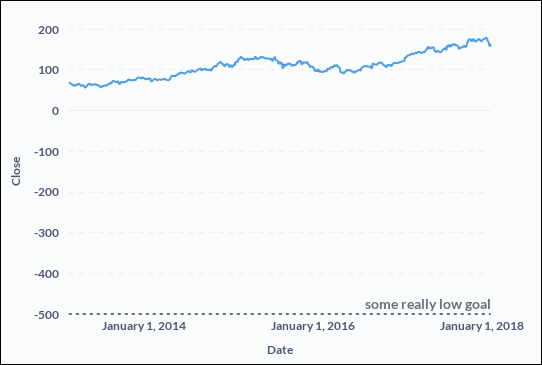 200
100
0
-100
-200
-300
-400
-500
Close
some really low goal
January 1, 2014
January 1, 2016
January 1, 2018
Date